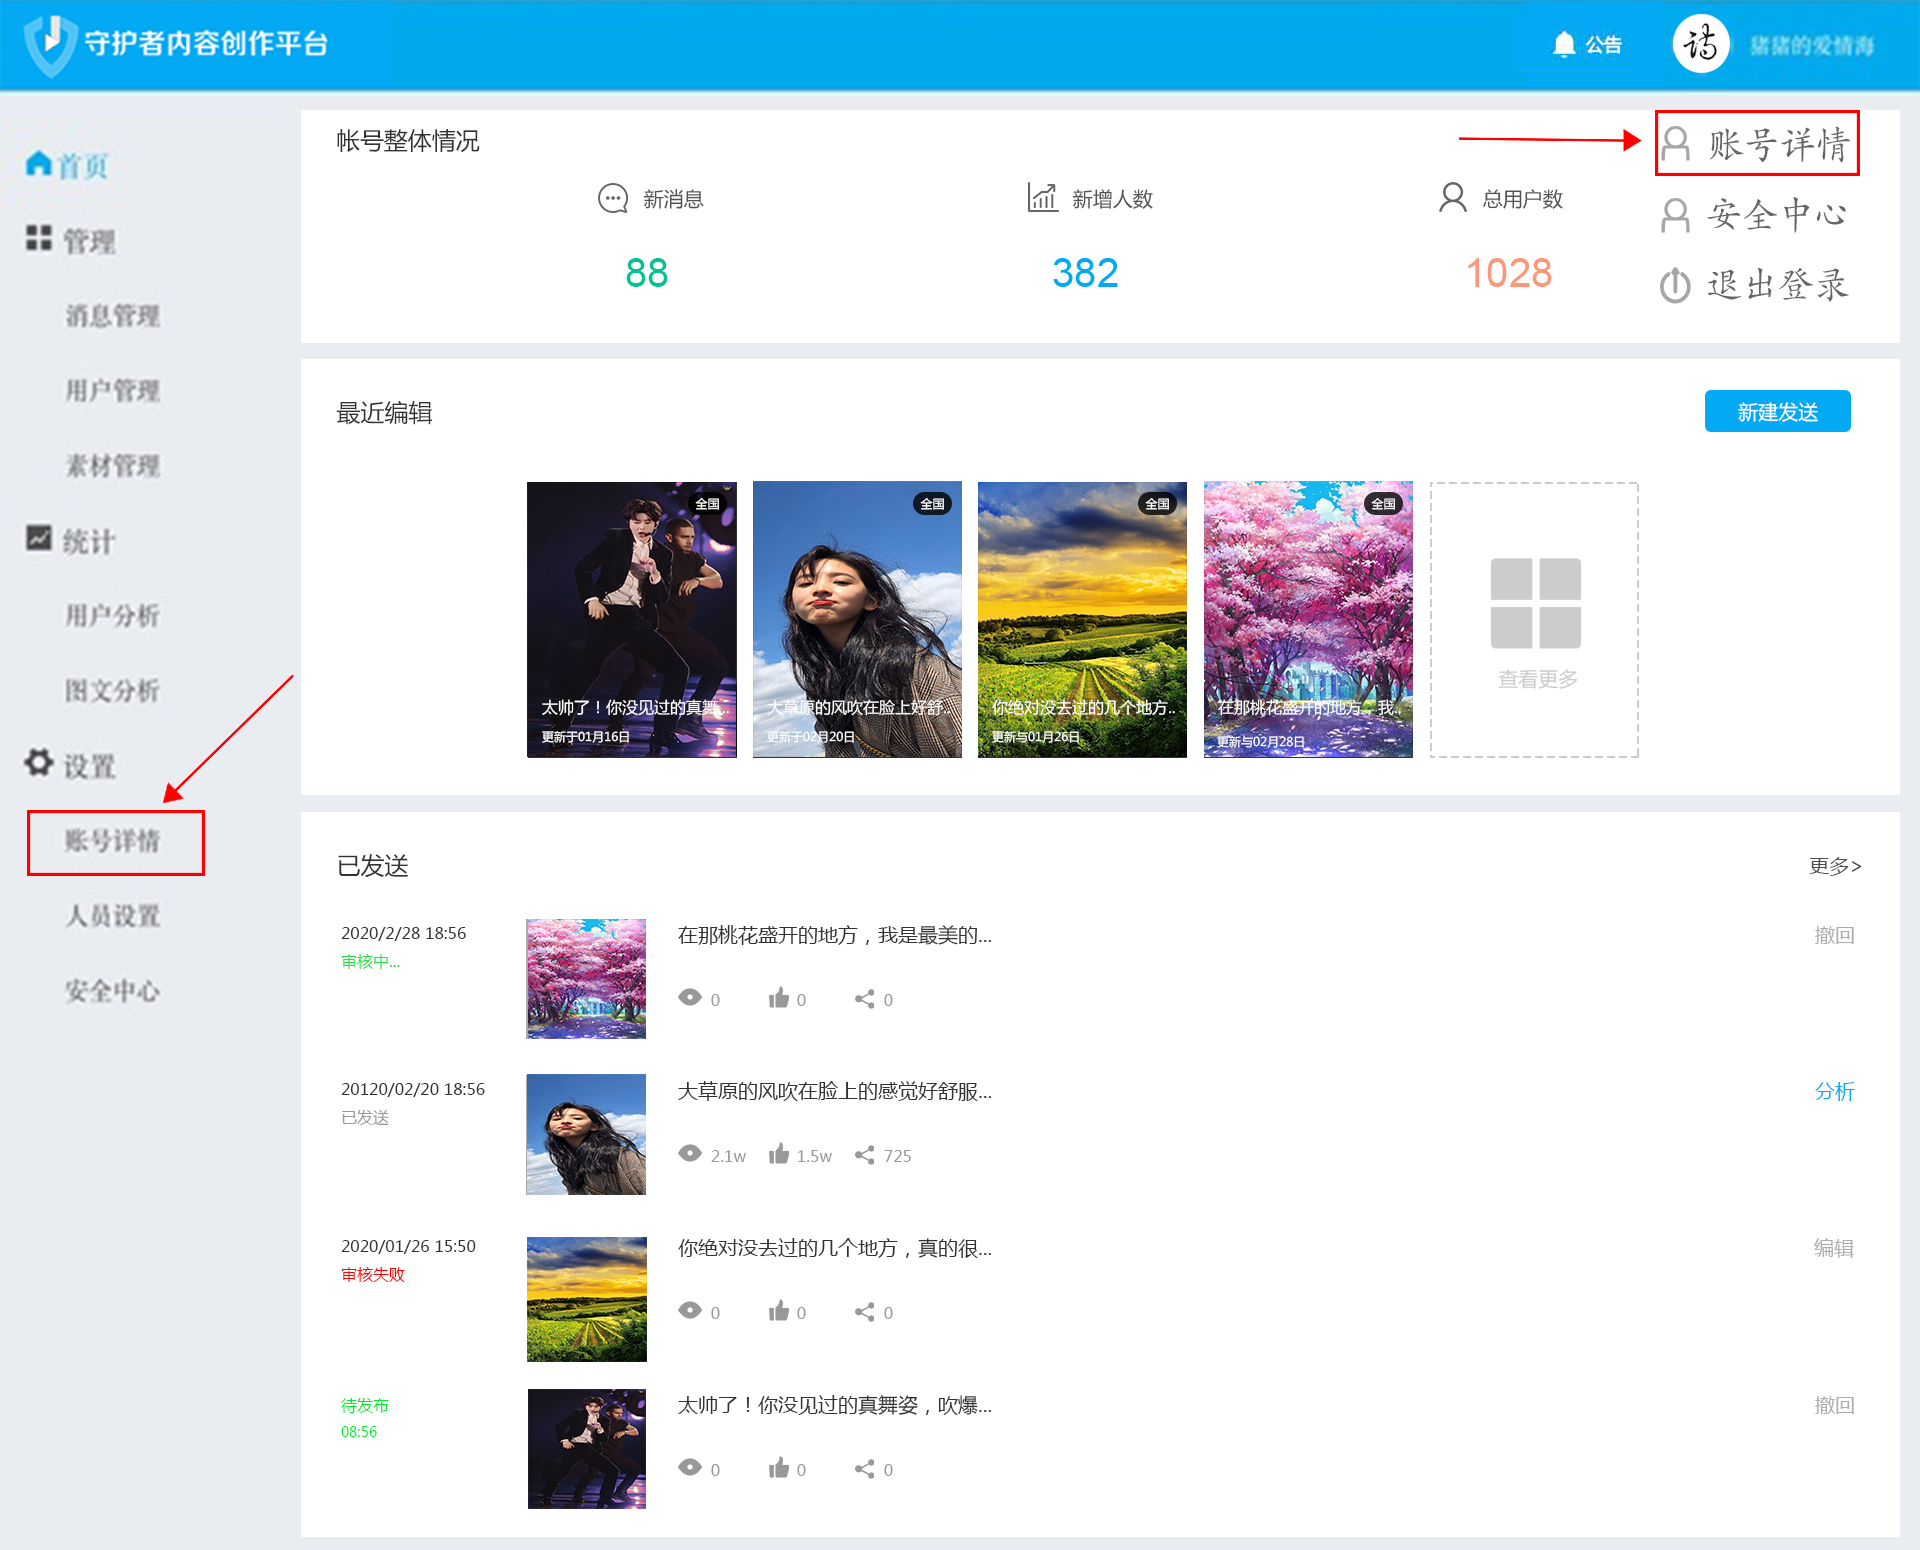 守护者内容创作平台
公告
猪猪的爱情海
首页
管理
消息管理
用户管理
素材管理
统计
用户分析
图文分析
设置
账号详情
人员设置
安全中心
帐号整体情况
新消息
88
新增人数
382
总用户数
1028
账号详情
安全中心
退出登录
最近编辑
新建发送
全国
太帅了！你没见过的真舞..
更新于01月16日
全国
大草原的风吹在脸上好舒..
更新于02月20日
全国
你绝对没去过的几个地方..
更新与01月26日
全国
在那桃花盛开的地方，我..
更新与02月28日
查看更多
已发送
更多>
2020/2/28 18:56
审核中...
在那桃花盛开的地方，我是最美的...
0 0 0
撤回
20120/02/20 18:56
已发送
大草原的风吹在脸上的感觉好舒服...
2.1w 1.5w 725
分析
2020/01/26 15:50
审核失败
你绝对没去过的几个地方，真的很...
0 0 0
编辑
待发布
08:56
太帅了！你没见过的真舞姿，吹爆...
0 0 0
撤回